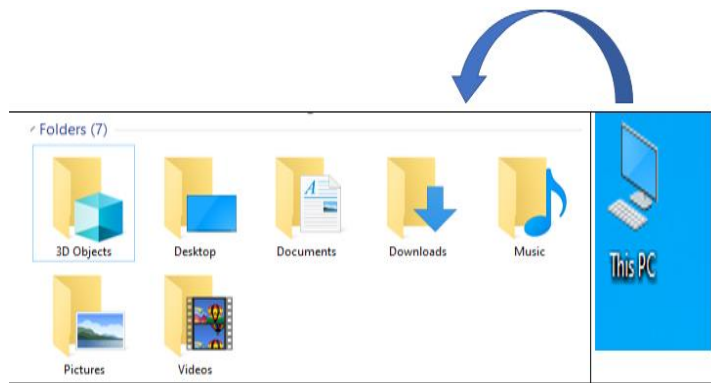 Folders (7)
3D Objects
Desktop
Documents
Downloads
Music
This PC
Pictures
Videos